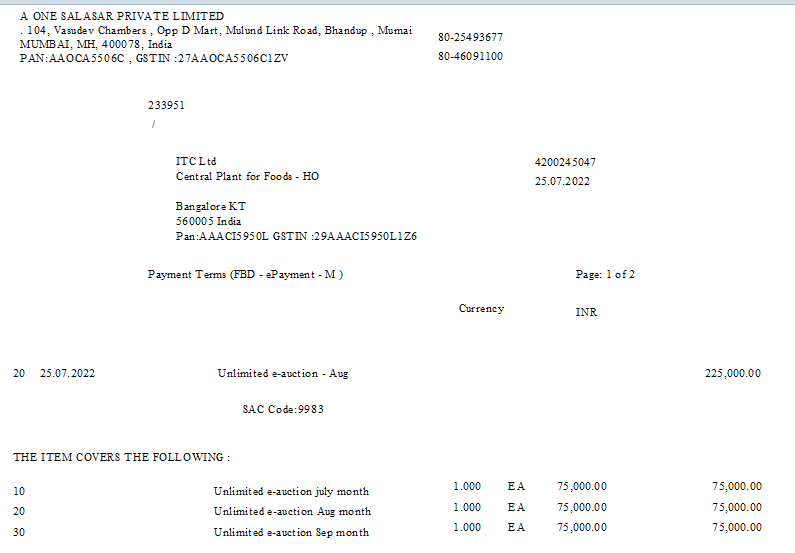 A ONE SALASAR PRIVATE LIMITED
. 104, Vasudev Chambers , Opp D Mart, Mulund Link Road, Bhandup , Mumai
MUMBAI, MH, 400078, India
PAN:AAOCA5506C , GSTIN :27AAOCA5506C1ZV
80-25493677
80-46091100
233951
/
ITC Ltd
Central Plant for Foods - HO
4200245047
25.07.2022
Bangalore KT
560005 India
Pan:AAACI5950L GSTIN :29AAACI5950L1Z6
Payment Terms (FBD - ePayment - M ) Page: 1 of 2
Currency INR
20 25.07.2022 Unlimited e-auction - Aug 225,000.00
SAC Code:9983
THE ITEM COVERS THE FOLLOWING :
10 Unlimited e-auction july month 1.000 EA 75,000.00 75,000.00
20 Unlimited e-auction Aug month 1.000 EA 75,000.00 75,000.00
30 Unlimited e-auction Sep month 1.000 EA 75,000.00 75,000.00